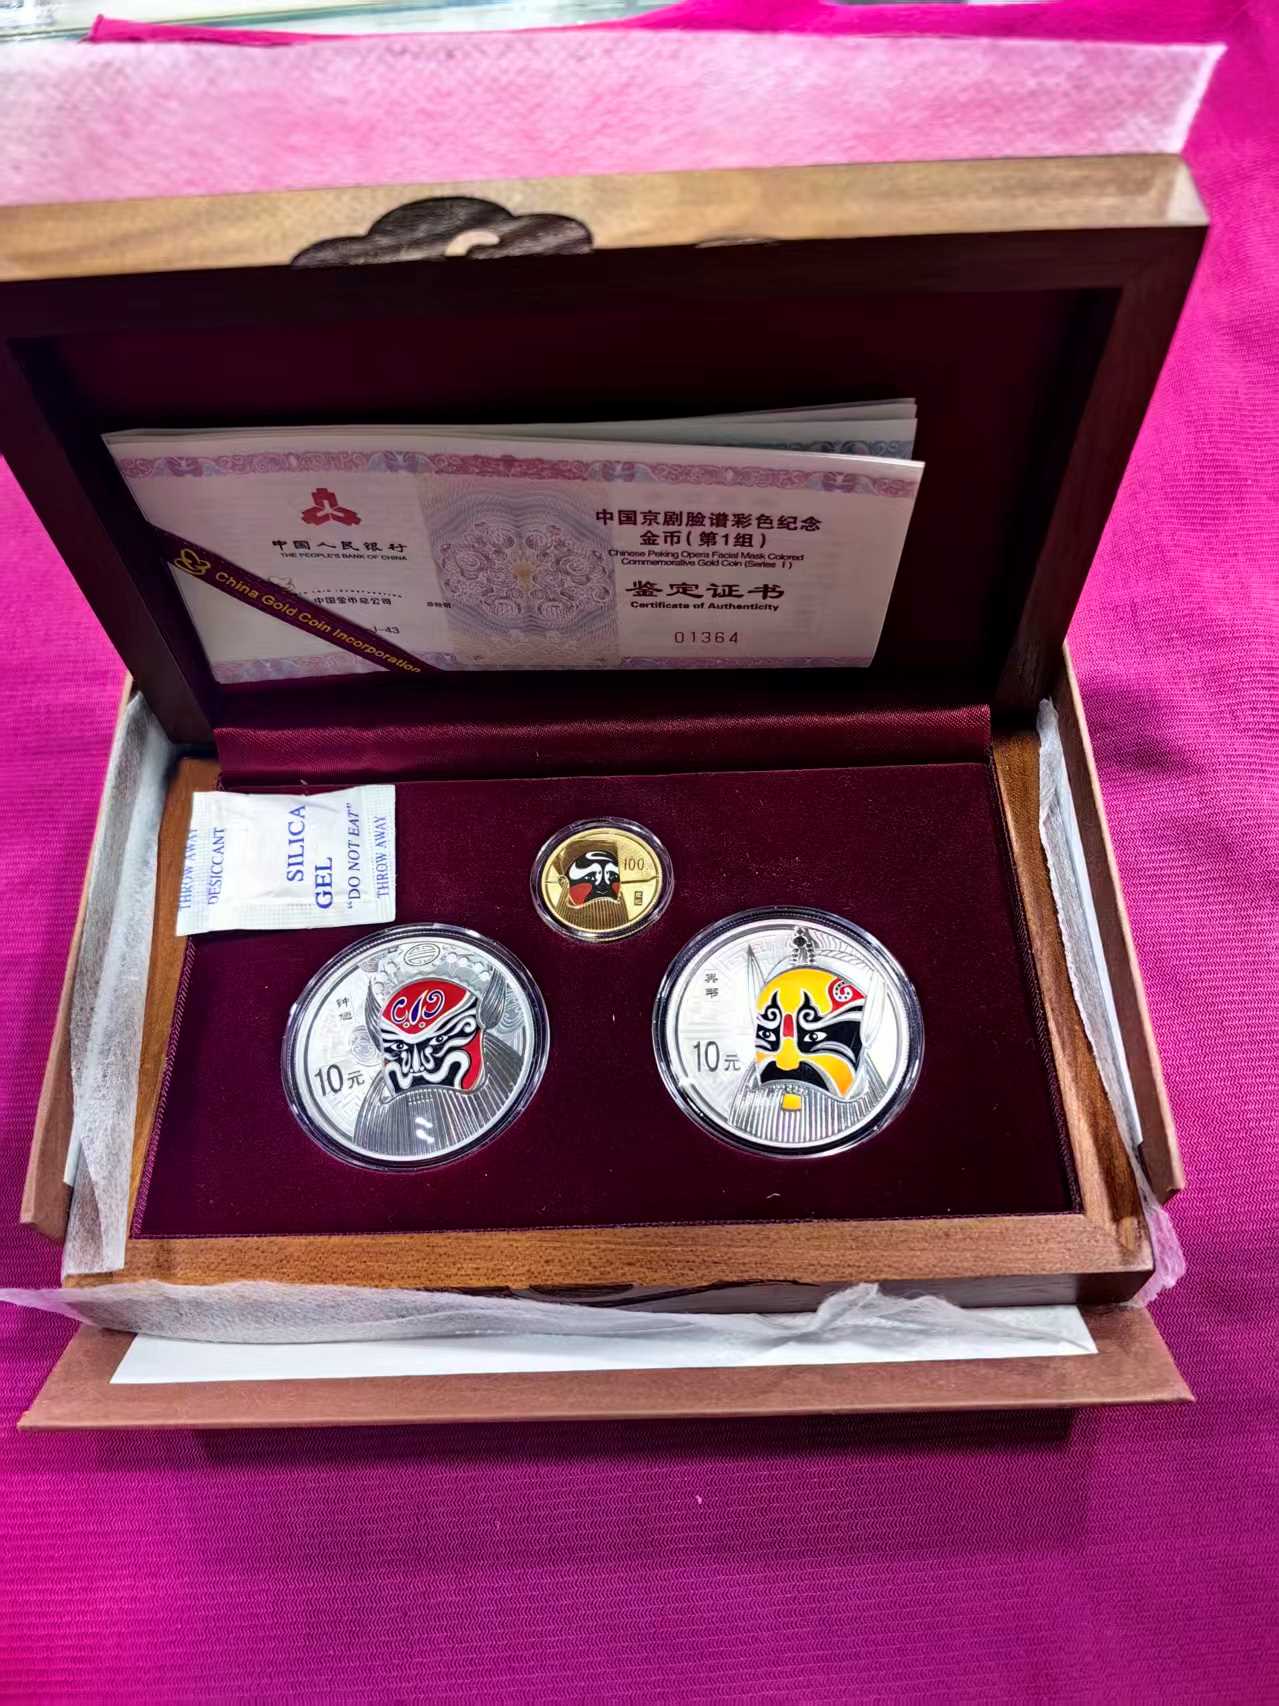 中国人民银行
THE PEOPLE'S BANK OF CHINA
中国金币总公司
J-43
China Gold Coin Incorporation
中国京剧脸谱彩色纪念
金币(第1组)
Chinese Peking Opera Facial Mask Colored
Commemorative Gold Coin (Series I)
鉴定证书
Certificate of Authenticity
01364
THROW AWAY
DESICCANT
SILICA
GEL
"DO NOT EAT"
THROW AWAY
100
10元
10元